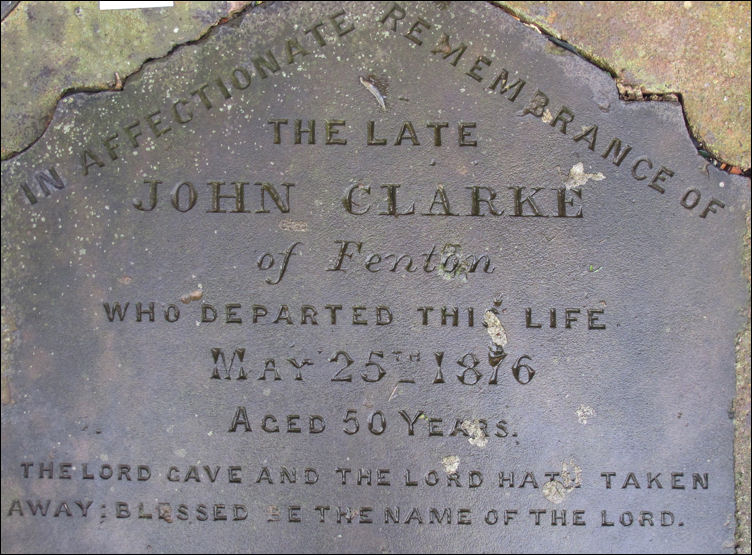 IN AFFECTIONATE REMEMBRANCE OF
THE LATE
JOHN CLARKE
of Fenton
WHO DEPARTED THIS LIFE
MAY 25TH 1876
AGED 50 YEARS.
THE LORD GAVE AND THE LORD HATH TAKEN
AWAY; BLESSED BE THE NAME OF THE LORD.